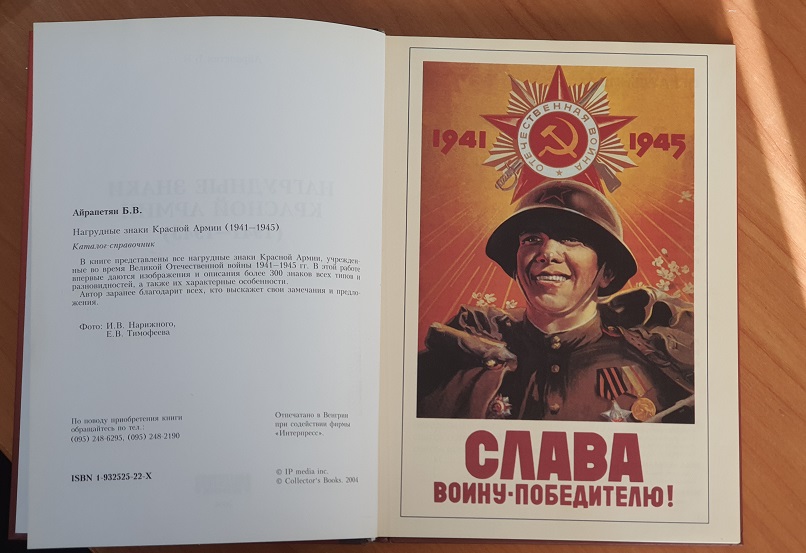 Айрапетян Б.В.
Нагрудные знаки Красной Армии (1941—1945)
Каталог-справочник
В книге представлены все нагрудные знаки Красной Армии, учрежден-
ные во время Великой Отечественной войны 1941—1945 гг. В этой работе
впервые даются изображения и описания более 300 знаков всех типов и
разновидностей, а также их характерные особенности.
Автор заранее благодарит всех, кто выскажет свои замечания и предло-
жения.
Фото: И.В. Нарижного,
Е.В. Тимофеева
По поводу приобретения книги
обращайтесь по тел.:
(095) 248-6295, (095) 248-2190
Отпечатано в Венгрии
при содействии фирмы
«Интерпресс».
ISBN 1-932525-22-X
© IP media inc.
© Collector's Books. 2004
ОТЕЧЕСТВЕННАЯ ВОЙНА
1941 1945
СЛАВА
ВОИНУ-ПОБЕДИТЕЛЮ!